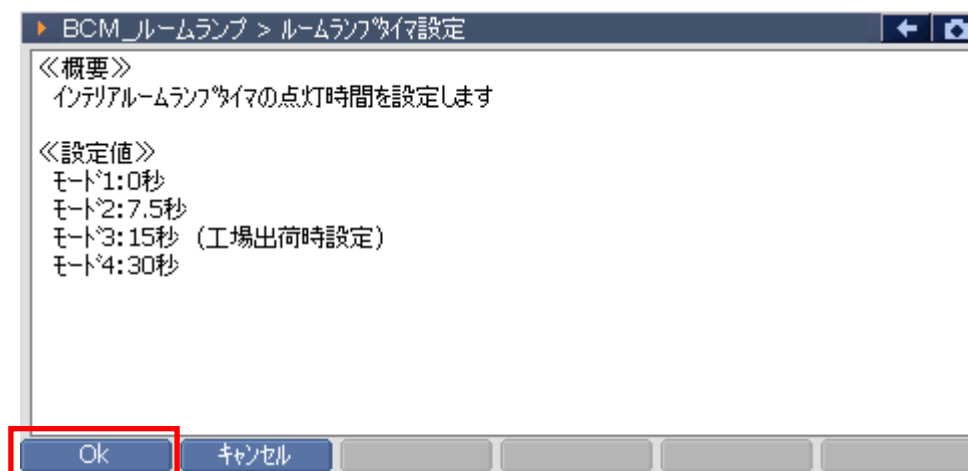 BCM_ルームランプ > ルームランプタイマ設定
≪概要≫
インテリアルームランプタイマの点灯時間を設定します
≪設定値≫
モード1:0秒
モード2:7.5秒
モード3:15秒 (工場出荷時設定)
モード4:30秒
Ok
キャンセル